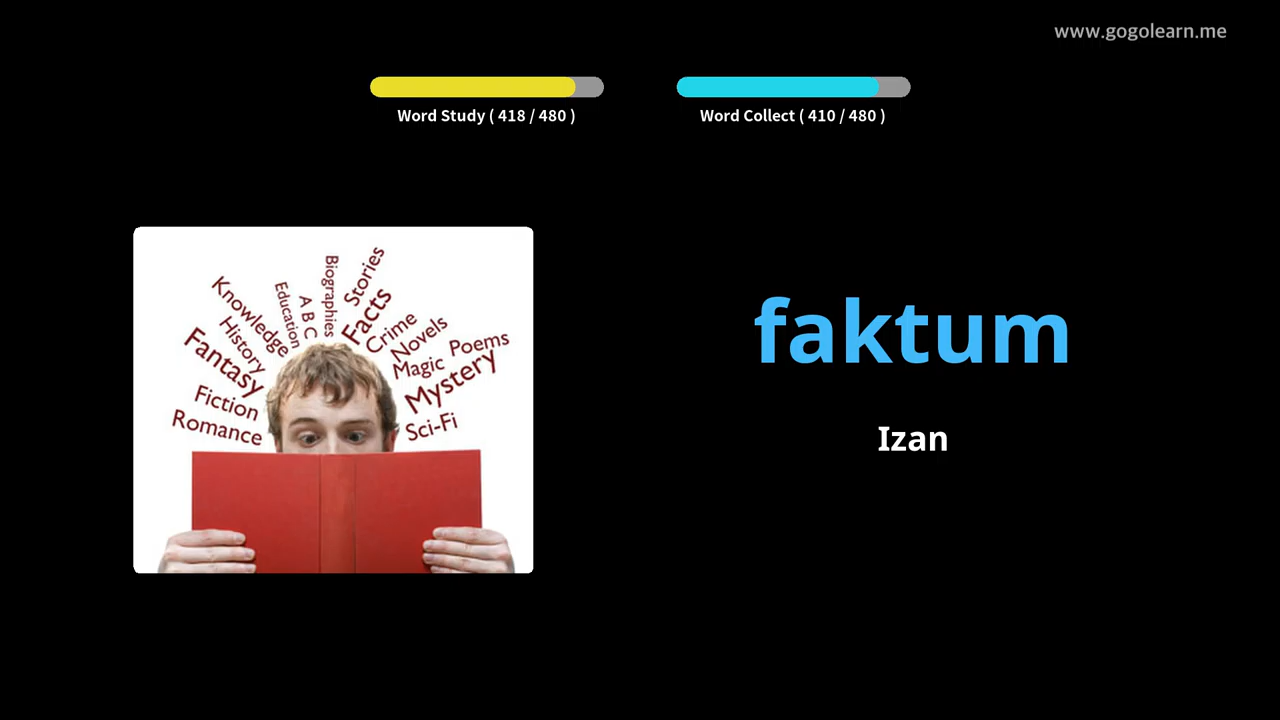 www.gogolearn.me
Word Study ( 418 / 480 )
Word Collect ( 410 / 480 )
faktum
Izan
Knowledge
Education
A B C
Biographies
Stories
Facts
Crime
Novels
Poems
History
Fantasy
Magic
Mystery
Fiction
Romance
Sci-Fi